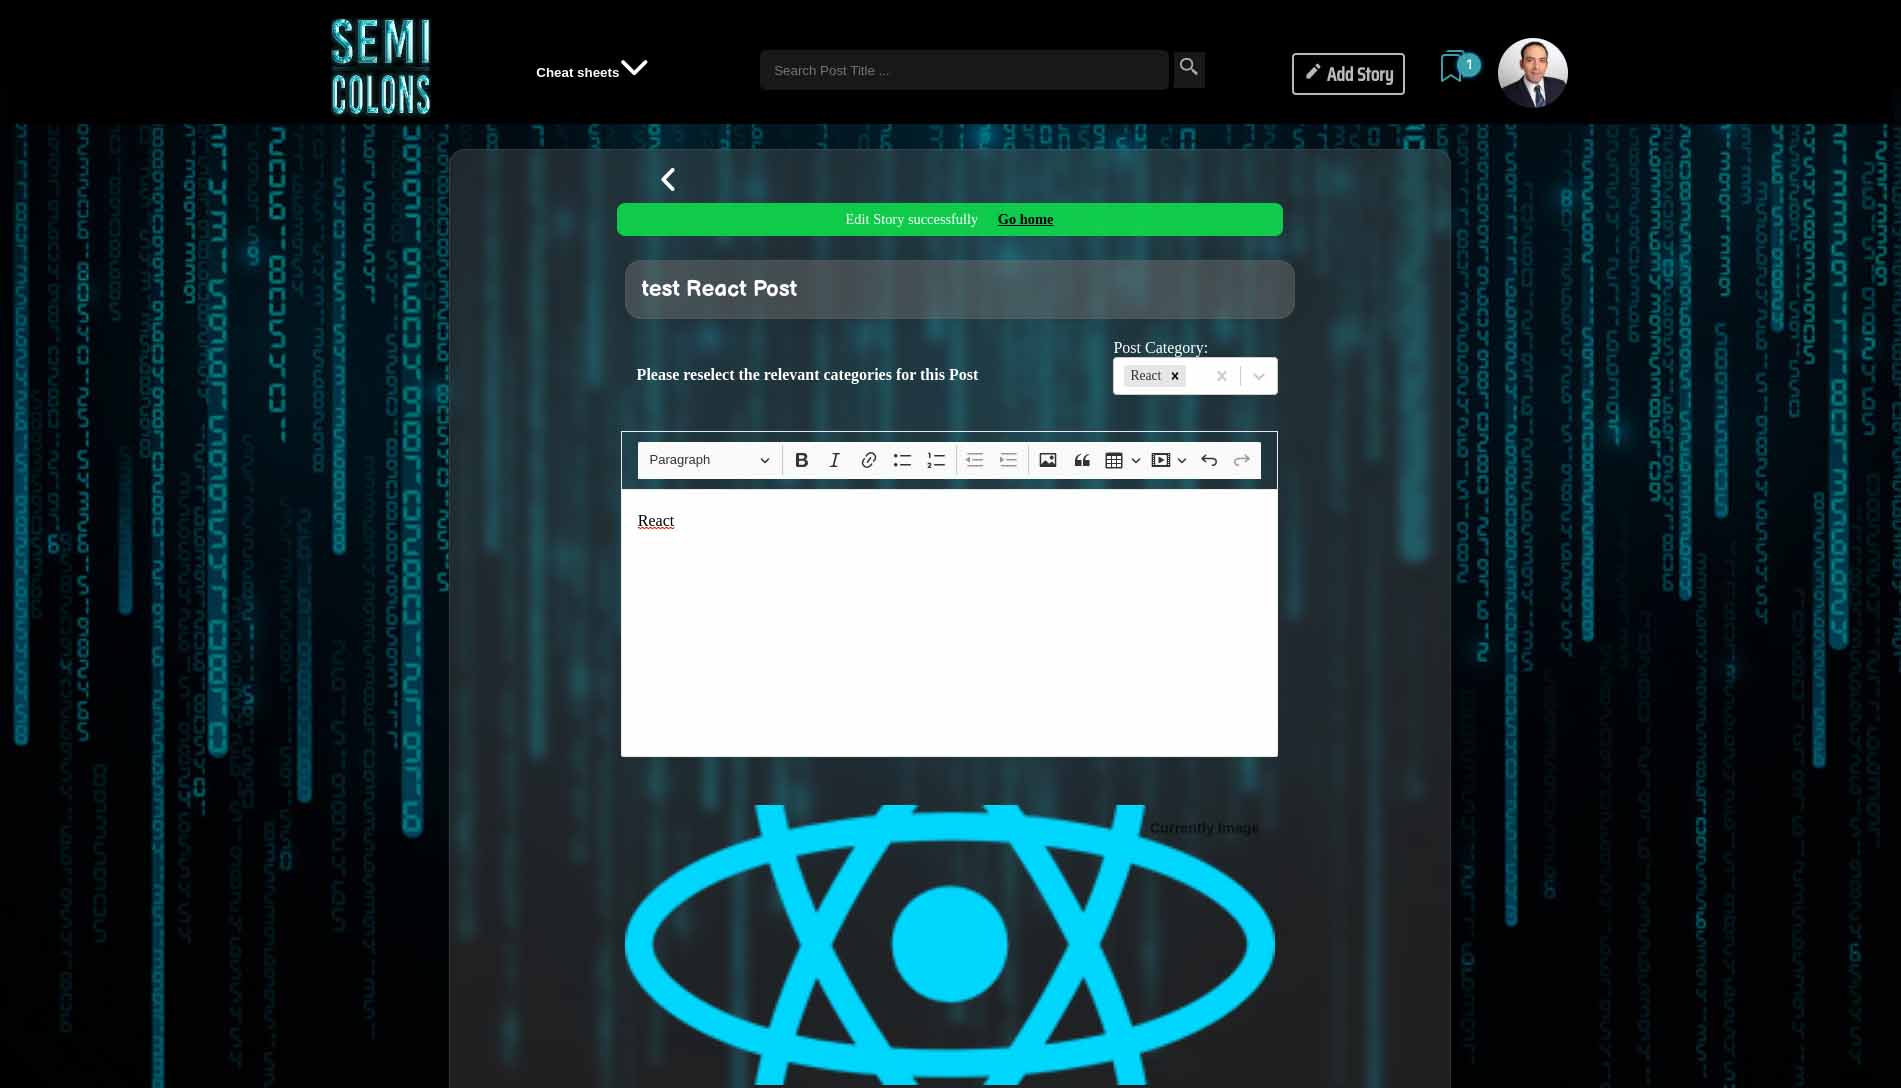 SEMI
COLONS
Cheat sheets
Search Post Title ...
Add Story
1
Edit Story successfully Go home
test React Post
Post Category:
Please reselect the relevant categories for this Post
React
Paragraph
React
Currently Image